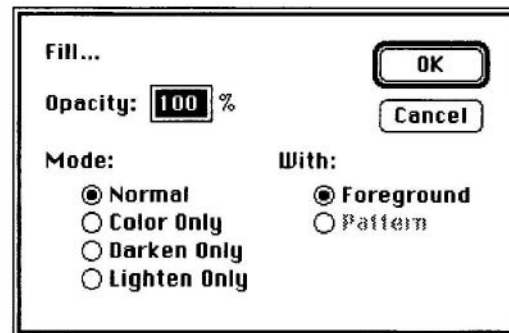 Fill...
OK
Opacity: 100 %
Cancel
Mode:
With:
Normal
Foreground
Color Only
Pattern
Darken Only
Lighten Only